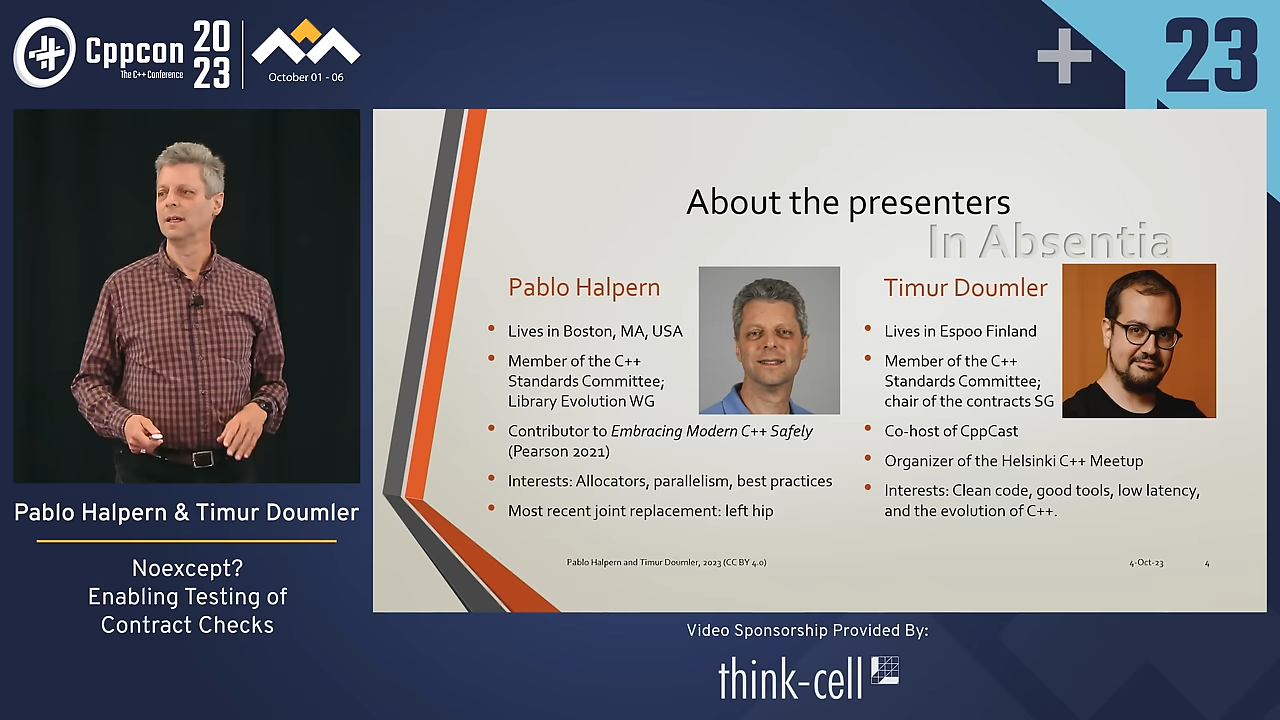 Cppcon
The C++ Conference
20
23
October 01 - 06
23
About the presenters
In Absentia
Pablo Halpern
• Lives in Boston, MA, USA
• Member of the C++
Standards Committee;
Library Evolution WG
• Contributor to Embracing Modern C++ Safely
(Pearson 2021)
• Interests: Allocators, parallelism, best practices
• Most recent joint replacement: left hip
Timur Doumler
• Lives in Espoo Finland
• Member of the C++
Standards Committee;
chair of the contracts SG
• Co-host of CppCast
• Organizer of the Helsinki C++ Meetup
• Interests: Clean code, good tools, low latency,
and the evolution of C++.
Pablo Halpern and Timur Doumler, 2023 (CC BY 4.0)
4-Oct-23
4
Pablo Halpern & Timur Doumler
Noexcept?
Enabling Testing of
Contract Checks
Video Sponsorship Provided By:
think-cell